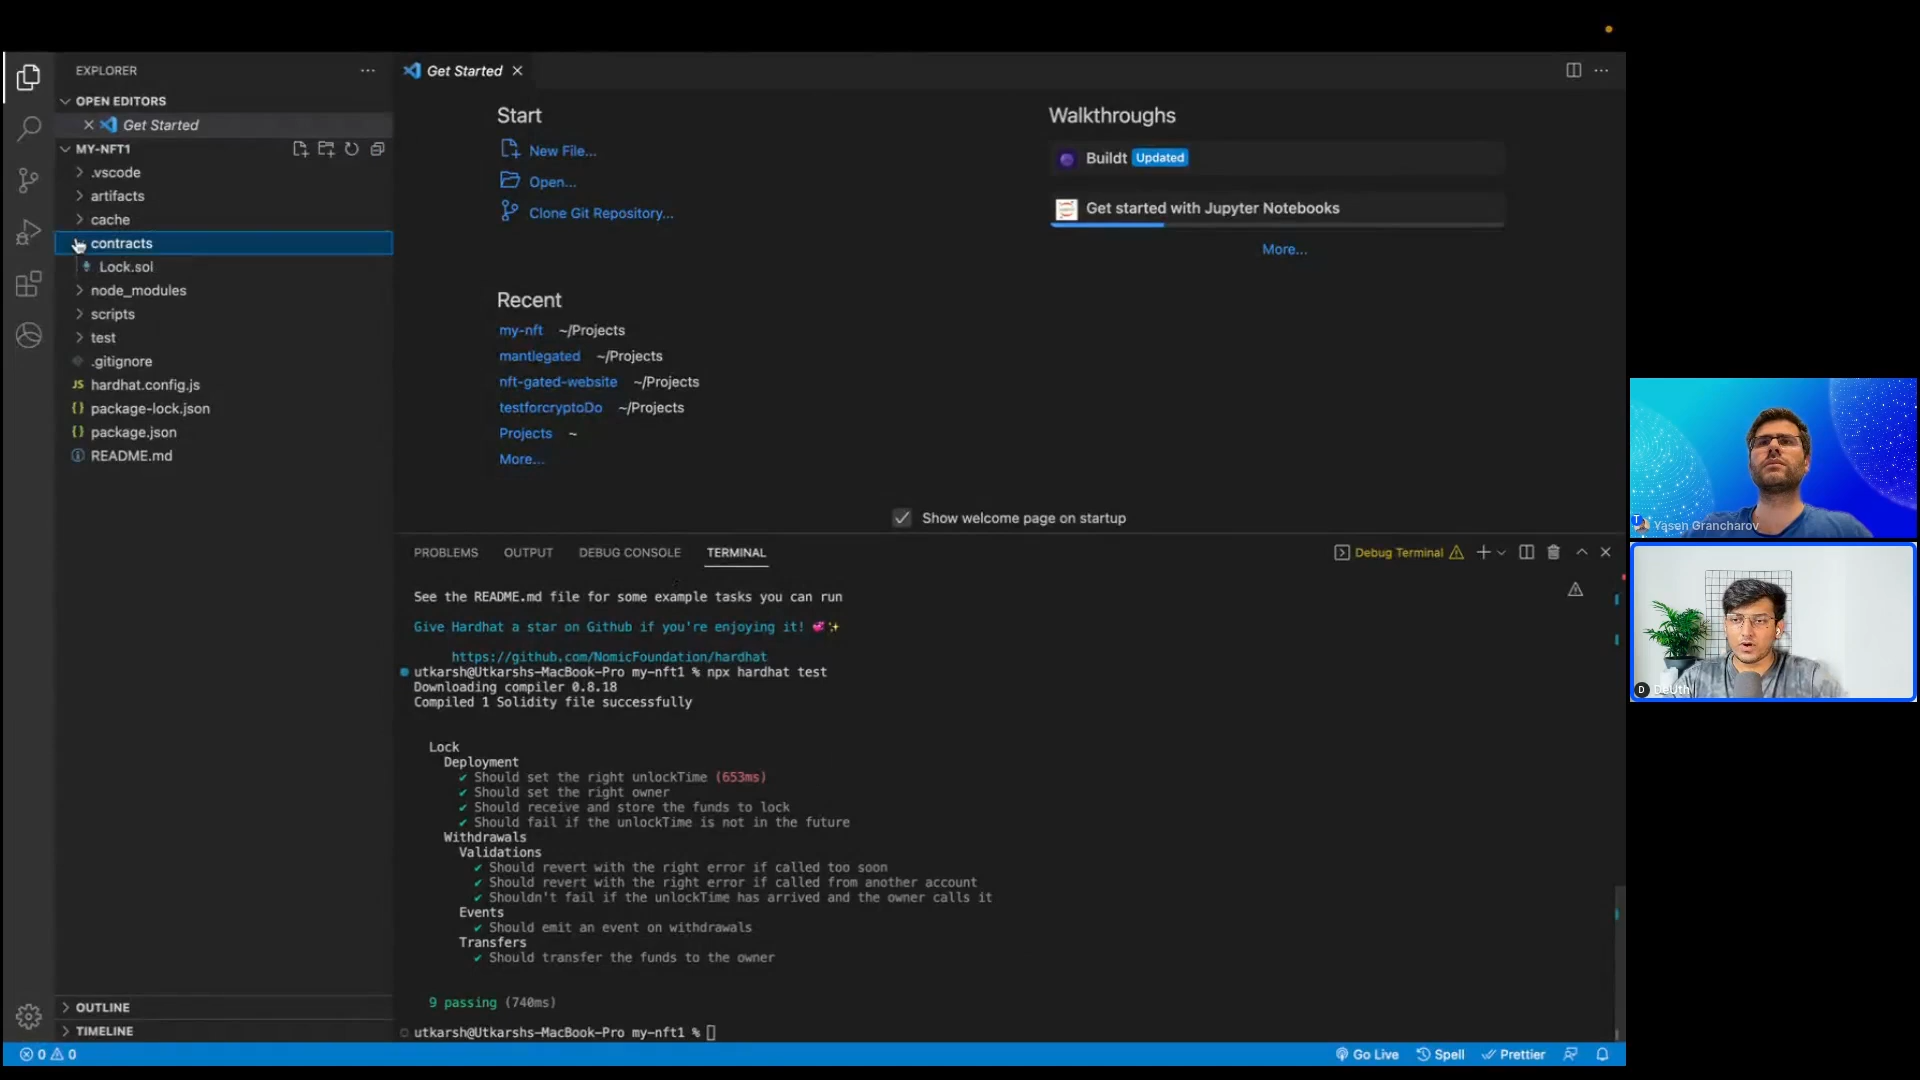 EXPLORER
OPEN EDITORS
Get Started
MY-NFT1
.vscode
artifacts
cache
contracts
Lock.sol
node_modules
scripts
test
.gitignore
JS hardhat.config.js
{} package-lock.json
{} package.json
README.md
OUTLINE
TIMELINE
Get Started
Start
New File...
Open...
Clone Git Repository...
Recent
my-nft ~/Projects
mantlegated ~/Projects
nft-gated-website ~/Projects
testforcryptoDo ~/Projects
Projects ~
More...
Walkthroughs
Buildt Updated
Get started with Jupyter Notebooks
More...
Show welcome page on startup
PROBLEMS OUTPUT DEBUG CONSOLE TERMINAL
Debug Terminal
See the README.md file for some example tasks you can run
Give Hardhat a star on Github if you're enjoying it! 💞✨
https://github.com/NomicFoundation/hardhat
utkarsh@Utkarshs-MacBook-Pro my-nft1 % npx hardhat test
Downloading compiler 0.8.18
Compiled 1 Solidity file successfully
Lock
Deployment
✔ Should set the right unlockTime (653ms)
✔ Should set the right owner
✔ Should receive and store the funds to lock
✔ Should fail if the unlockTime is not in the future
Withdrawals
Validations
✔ Should revert with the right error if called too soon
✔ Should revert with the right error if called from another account
✔ Shouldn't fail if the unlockTime has arrived and the owner calls it
Events
✔ Should emit an event on withdrawals
Transfers
✔ Should transfer the funds to the owner
9 passing (740ms)
utkarsh@Utkarshs-MacBook-Pro my-nft1 %
0 0
Go Live Spell Prettier
Yasen Grancharov
D DeUth